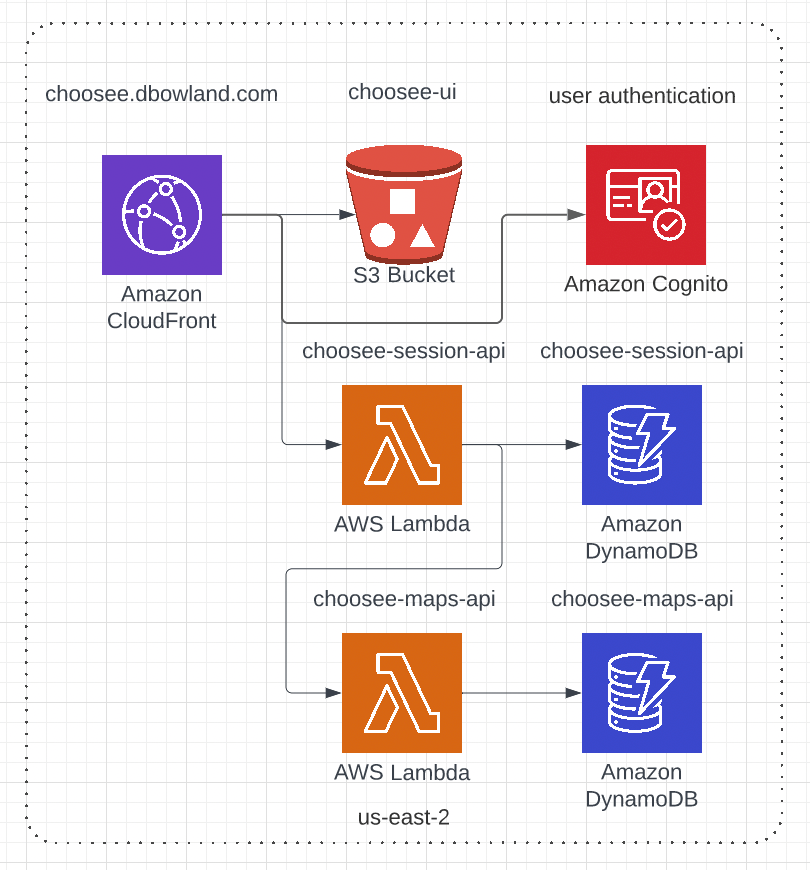 choosee.dbowland.com
choosee-ui
user authentication
Amazon
CloudFront
S3 Bucket
Amazon Cognito
choosee-session-api
choosee-session-api
AWS Lambda
Amazon
DynamoDB
choosee-maps-api
choosee-maps-api
AWS Lambda
Amazon
DynamoDB
us-east-2